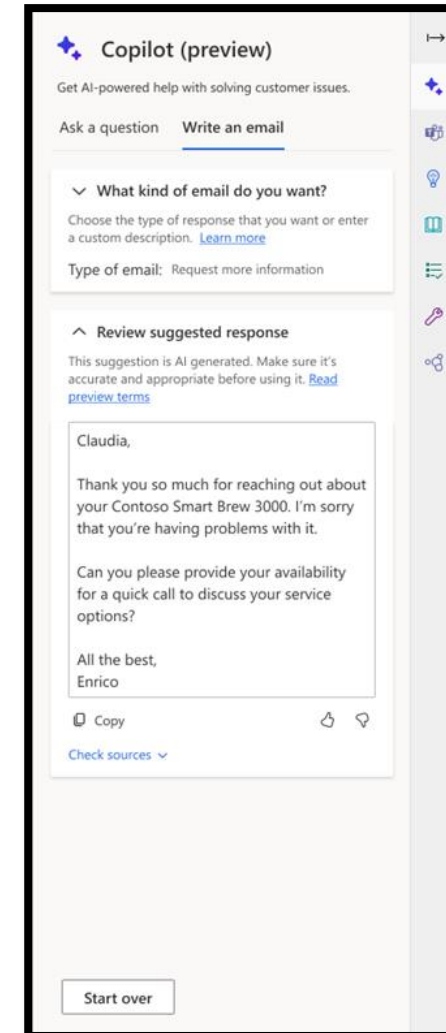 Copilot (preview)
Get AI-powered help with solving customer issues.
Ask a question Write an email
What kind of email do you want?
Choose the type of response that you want or enter
a custom description. Learn more
Type of email: Request more information
Review suggested response
This suggestion is AI generated. Make sure it's
accurate and appropriate before using it. Read
preview terms
Claudia,
Thank you so much for reaching out about
your Contoso Smart Brew 3000. I'm sorry
that you're having problems with it.
Can you please provide your availability
for a quick call to discuss your service
options?
All the best,
Enrico
Copy
Check sources
Start over